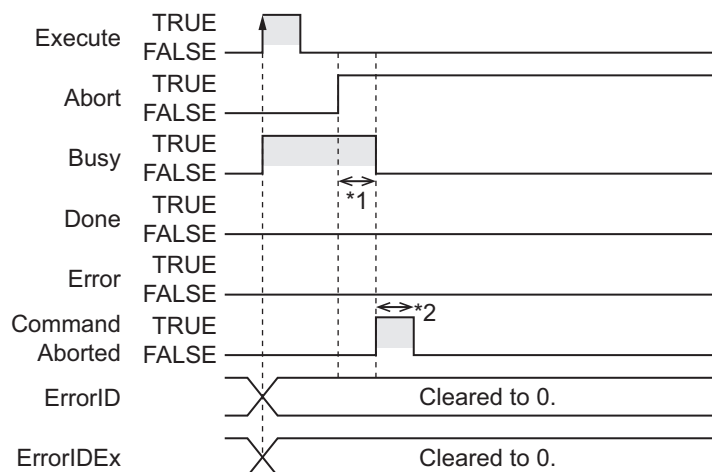 Execute TRUE
FALSE
Abort TRUE
FALSE
Busy TRUE
FALSE
*1
Done TRUE
FALSE
Error TRUE
FALSE
*2
Command TRUE
Aborted FALSE
ErrorID Cleared to 0.
ErrorIDEx Cleared to 0.